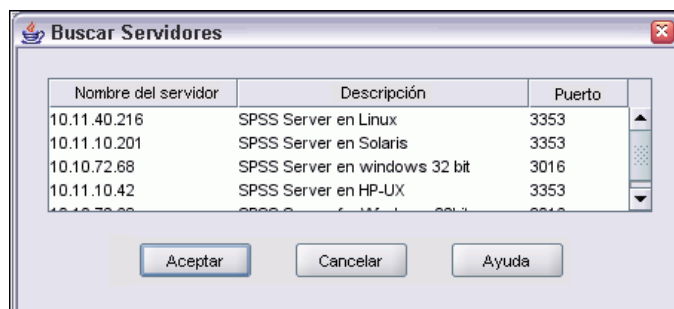 Buscar Servidores
Nombre del servidor Descripción Puerto
10.11.40.216 SPSS Server en Linux 3353
10.11.10.201 SPSS Server en Solaris 3353
10.10.72.68 SPSS Server en windows 32 bit 3016
10.11.10.42 SPSS Server en HP-UX 3353
Aceptar Cancelar Ayuda